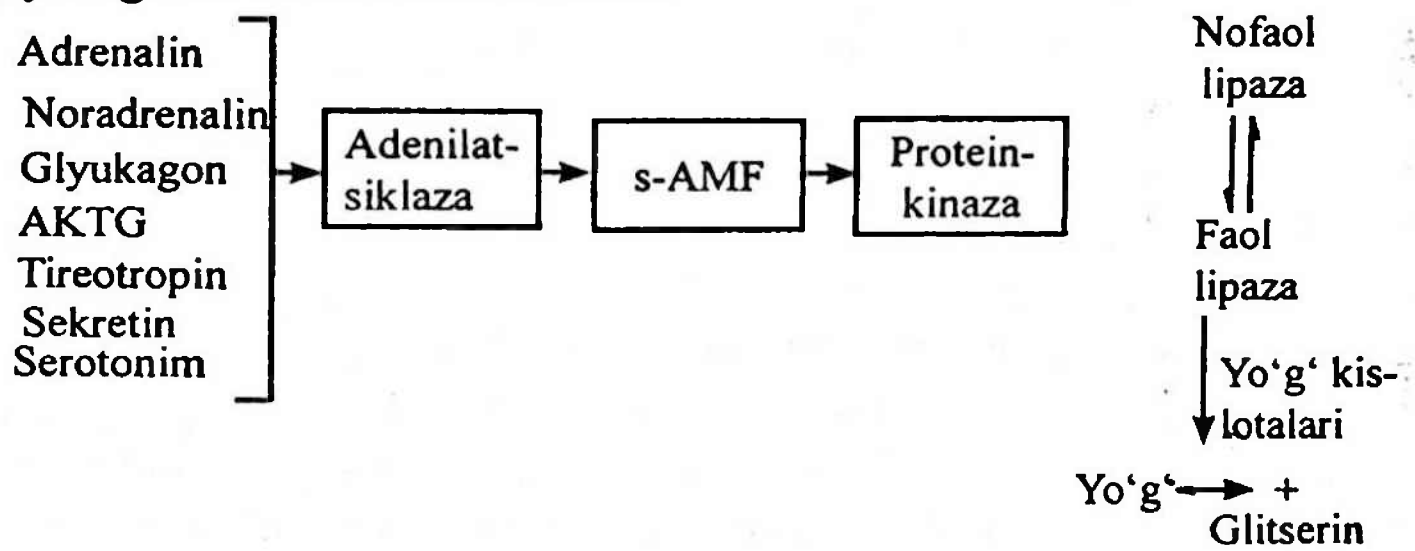 Adrenalin
Noradrenalin
Glyukagon
AKTG
Tireotropin
Sekretin
Serotonim
Adenilat-
siklaza
s-AMF
Protein-
kinaza
Nofaol
lipaza
Faol
lipaza
Yo‘g‘ kis-
lotalari
Yo‘g‘ +
Glitserin